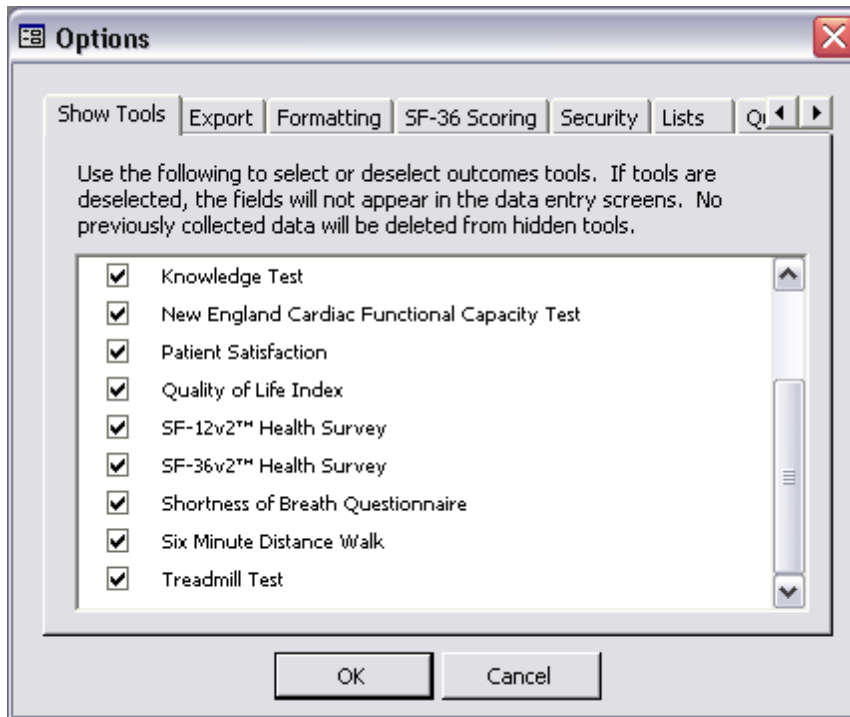 Options
Show Tools Export Formatting SF-36 Scoring Security Lists
Use the following to select or deselect outcomes tools. If tools are
deselected, the fields will not appear in the data entry screens. No
previously collected data will be deleted from hidden tools.
Knowledge Test
New England Cardiac Functional Capacity Test
Patient Satisfaction
Quality of Life Index
SF-12v2™ Health Survey
SF-36v2™ Health Survey
Shortness of Breath Questionnaire
Six Minute Distance Walk
Treadmill Test
OK Cancel